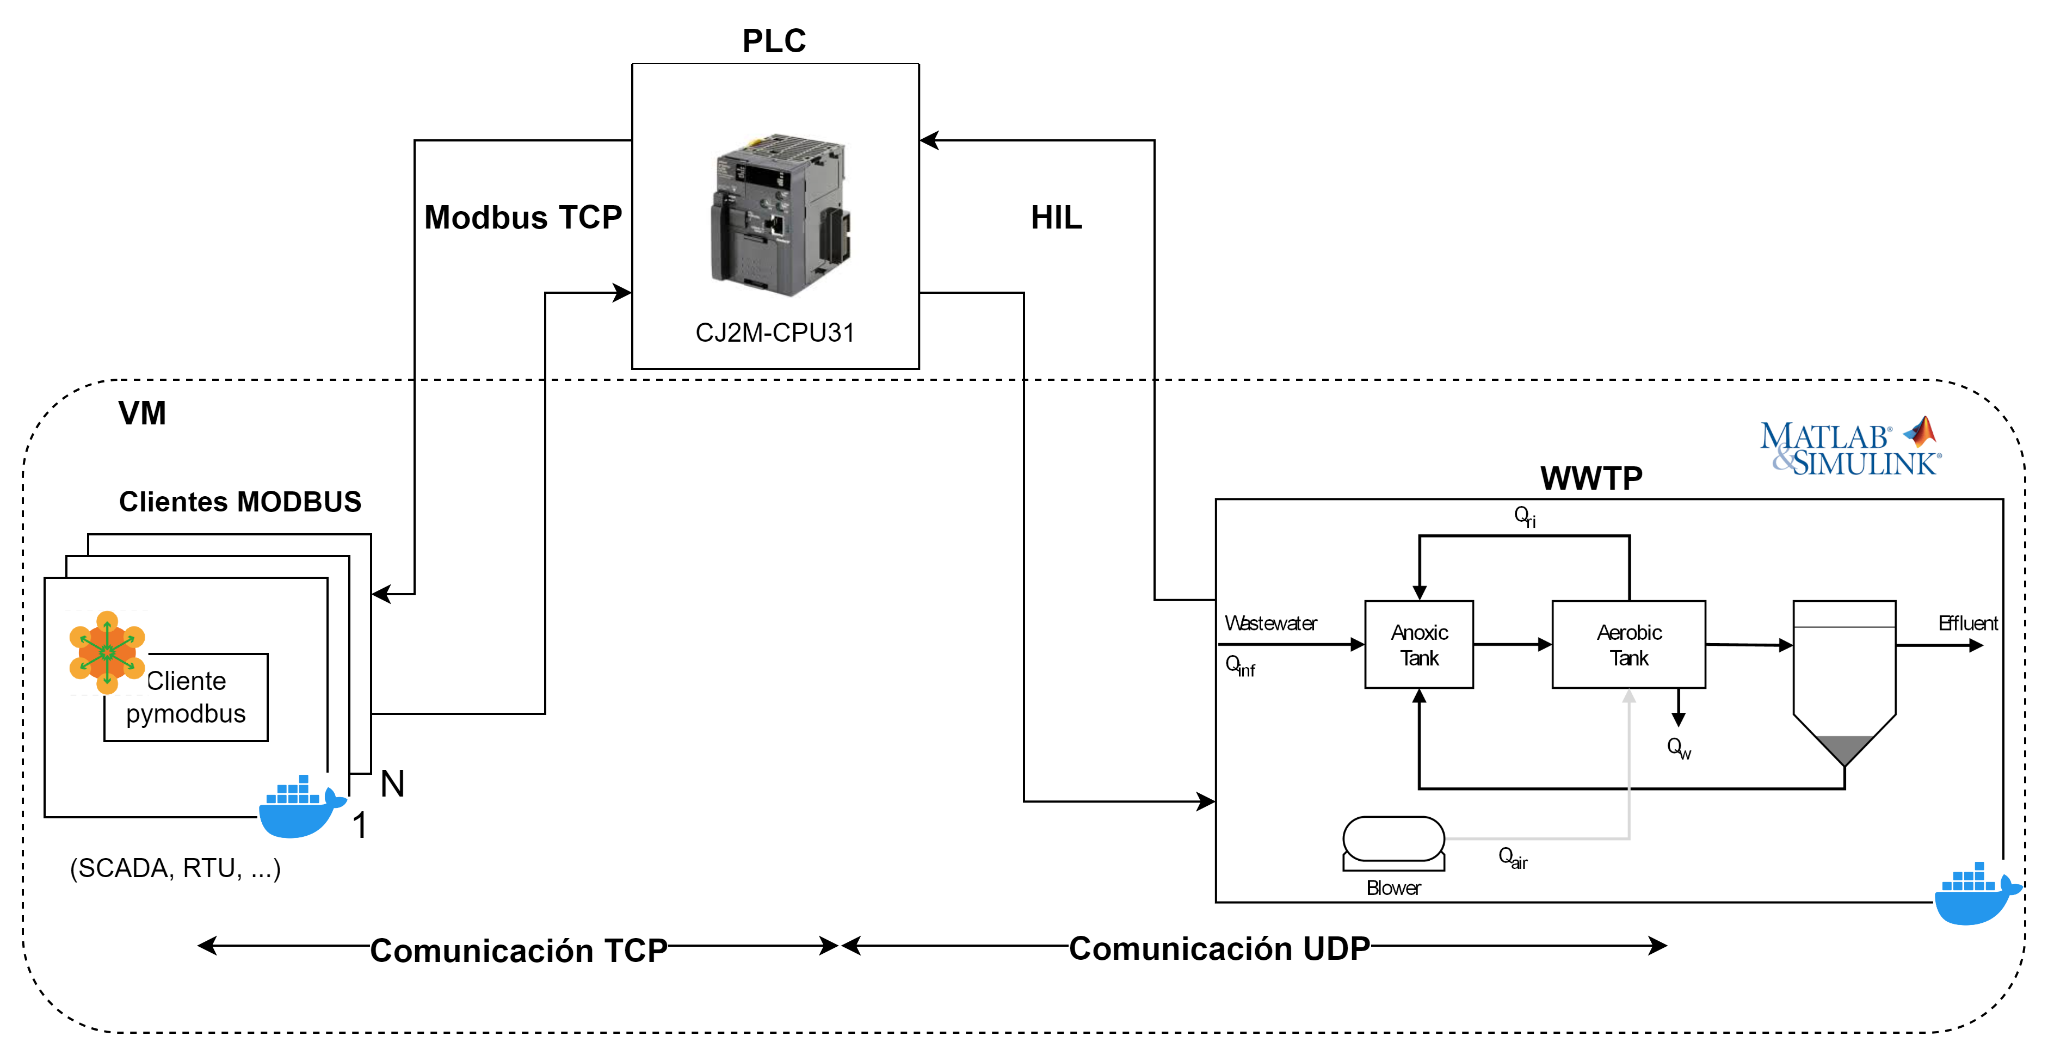 PLC
Modbus TCP
HIL
CJ2M-CPU31
VM
MATLAB®
&SIMULINK®
WWTP
Clientes MODBUS
Qri
Wastewater
Effluent
Anoxic
Tank
Aerobic
Tank
Qinf
Cliente
pymodbus
Qw
N
1
Qair
Blower
(SCADA, RTU, ...)
Comunicación TCP
Comunicación UDP